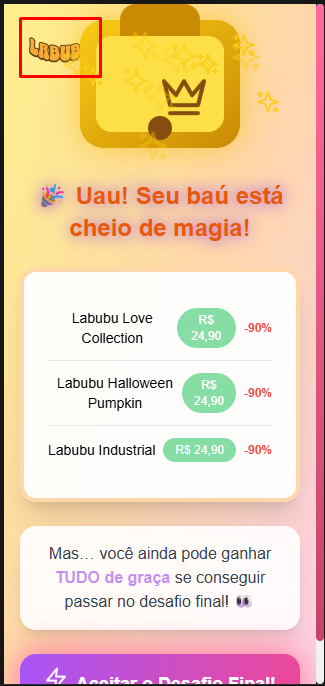 LABUB
🎉 Uau! Seu baú está
cheio de magia!
Labubu Love
Collection
R$
24,90
-90%
Labubu Halloween
Pumpkin
R$
24,90
-90%
Labubu Industrial
R$ 24,90
-90%
Mas… você ainda pode ganhar
TUDO de graça se conseguir
passar no desafio final! 👀
Aceitar o Desafio Final!